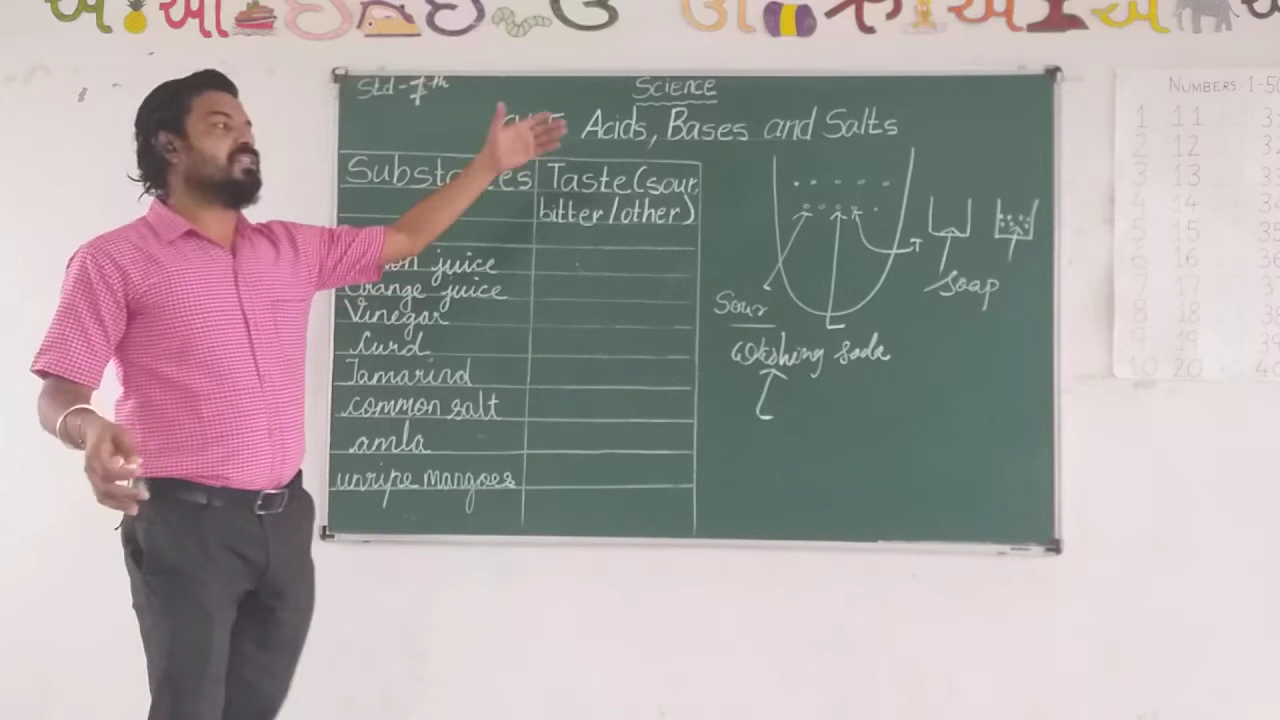 અ આ ઇ ઈ ઉ ઊ ઋ એ ઐ
Std-7th
Science
Acids, Bases and Salts
Substances
Taste (sour,
bitter/other)
juice
Orange juice
Vinegar
Curd
Tamarind
common salt
amla
unripe mangoes
Sour
washing soda
Soap
NUMBERS 1-50
1 11
2 12
3 13
4 14
5 15
6 16
7 17
8 18
9 19
10 20